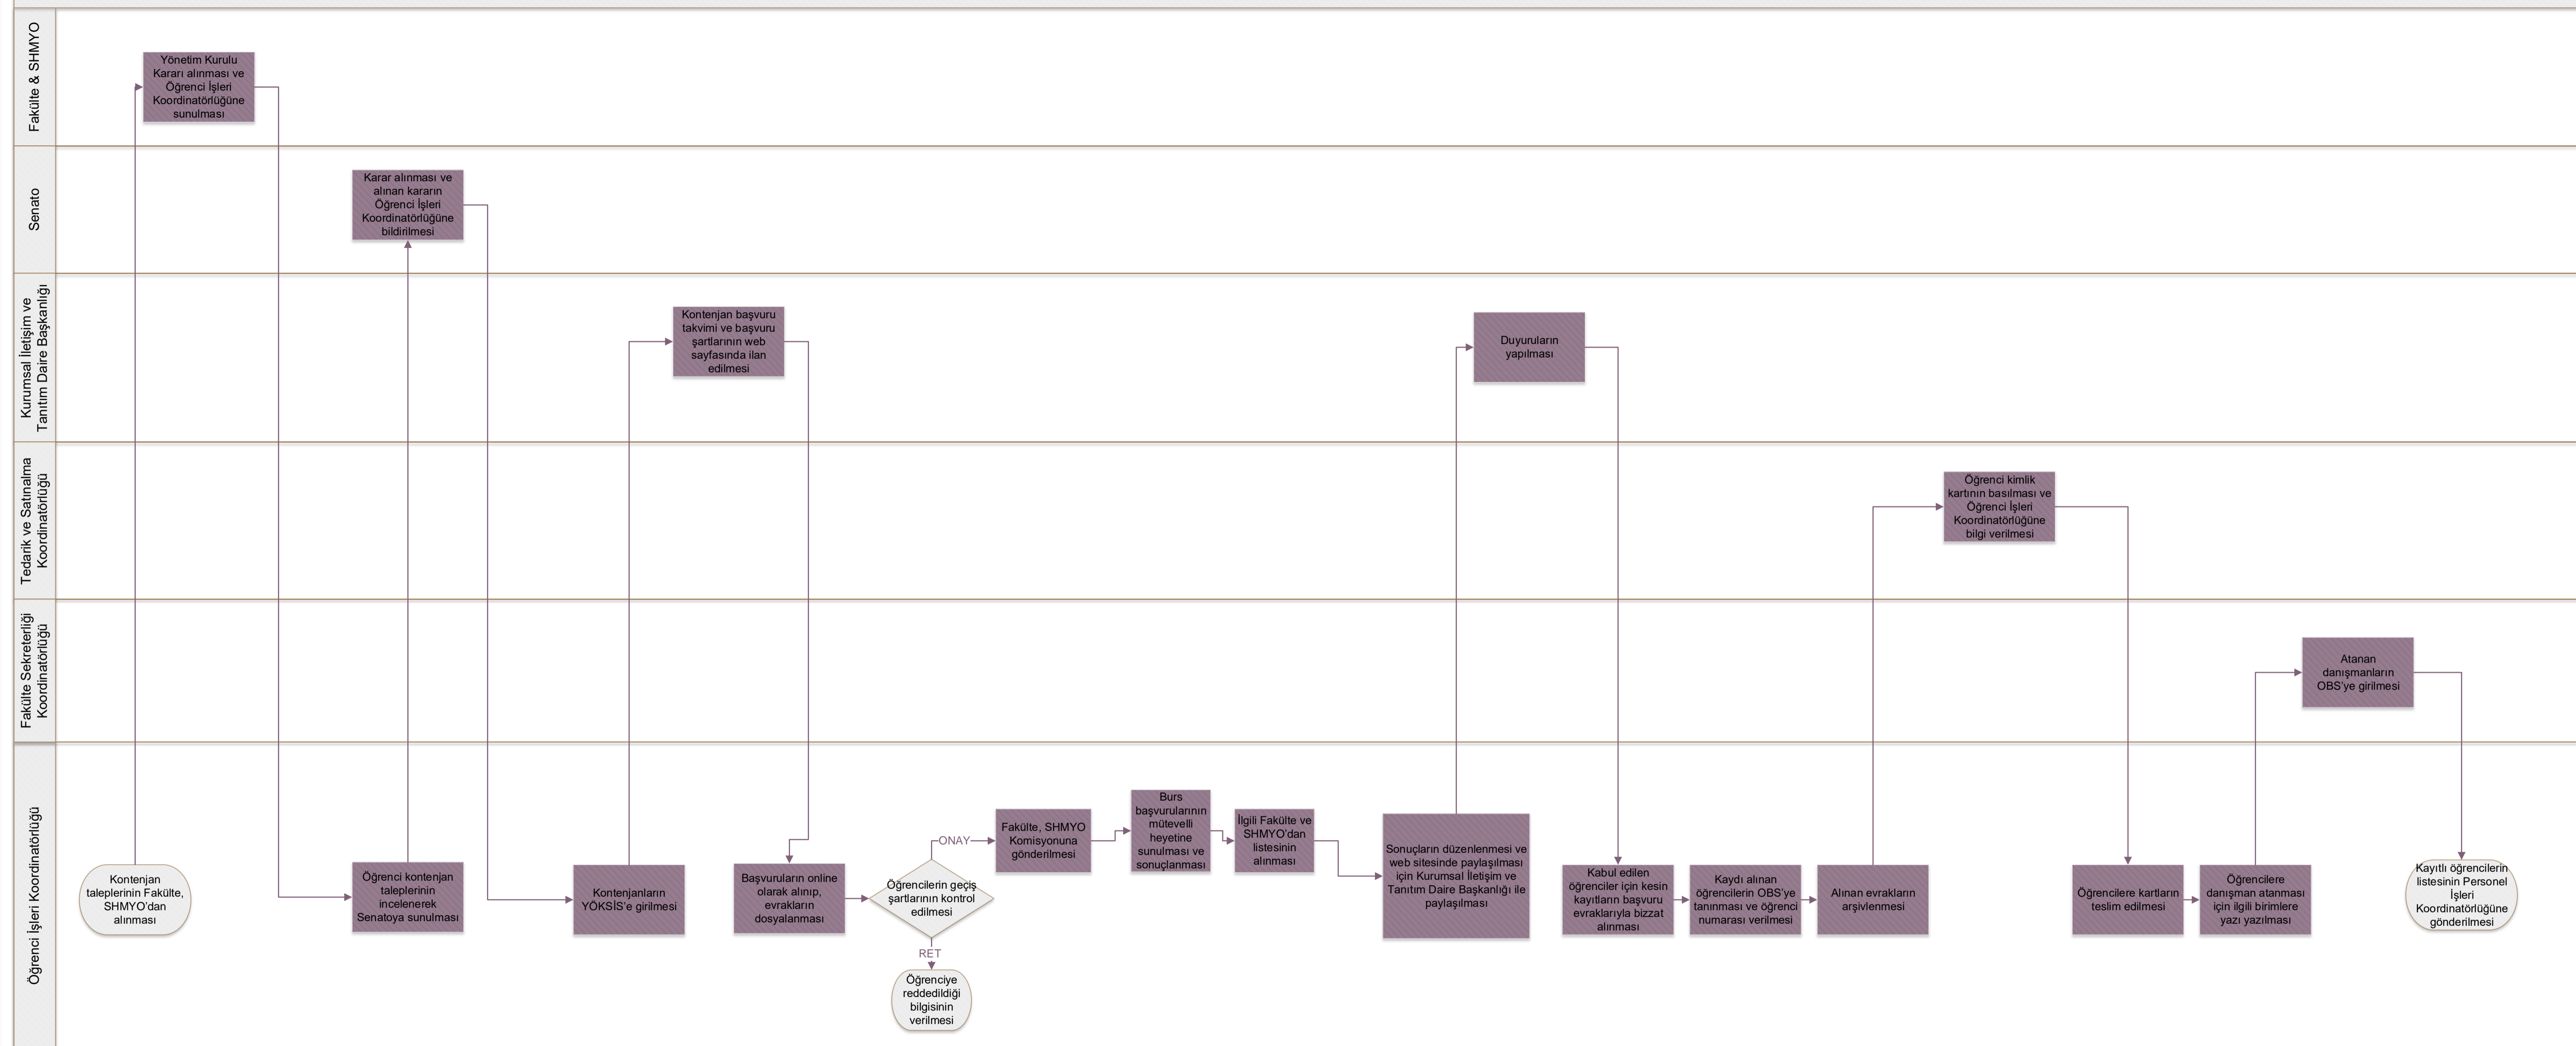 Fakülte & SHMYO
Yönetim Kurulu
Kararı alınması ve
Öğrenci İşleri
Koordinatörlüğüne
sunulması
Senato
Karar alınması ve
alınan kararın
Öğrenci İşleri
Koordinatörlüğüne
bildirilmesi
Kurumsal İletişim ve
Tanıtım Daire Başkanlığı
Kontenjan başvuru
takvimi ve başvuru
şartlarının web
sayfasında ilan
edilmesi
Duyuruların
yapılması
Tedarik ve Satınalma
Koordinatörlüğü
Öğrenci kimlik
kartının basılması ve
Öğrenci İşleri
Koordinatörlüğüne
bilgi verilmesi
Fakülte Sekreterliği
Koordinatörlüğü
Atanan
danışmanların
OBS'ye girilmesi
Öğrenci İşleri Koordinatörlüğü
Kontenjan
taleplerinin Fakülte,
SHMYO'dan
alınması
Öğrenci kontenjan
taleplerinin
incelenerek
Senatoya sunulması
Kontenjanların
YÖKSİS'e girilmesi
Başvuruların online
olarak alınıp,
evrakların
dosyalanması
Öğrencilerin geçiş
şartlarının kontrol
edilmesi
ONAY
RET
Öğrenciye
reddedildiği
bilgisinin
verilmesi
Fakülte, SHMYO
Komisyonuna
gönderilmesi
Burs
başvurularının
mütevelli
heyetine
sunulması ve
sonuçlanması
İlgili Fakülte ve
SHMYO'dan
listesinin
alınması
Sonuçların düzenlenmesi ve
web sitesinde paylaşılması
için Kurumsal İletişim ve
Tanıtım Daire Başkanlığı ile
paylaşılması
Kabul edilen
öğrenciler için kesin
kayıtların başvuru
evraklarıyla bizzat
alınması
Kaydı alınan
öğrencilerin OBS'ye
tanınması ve öğrenci
numarası verilmesi
Alınan evrakların
arşivlenmesi
Öğrencilere kartların
teslim edilmesi
Öğrencilere
danışman atanması
için ilgili birimlere
yazı yazılması
Kayıtlı öğrencilerin
listesinin Personel
İşleri
Koordinatörlüğüne
gönderilmesi